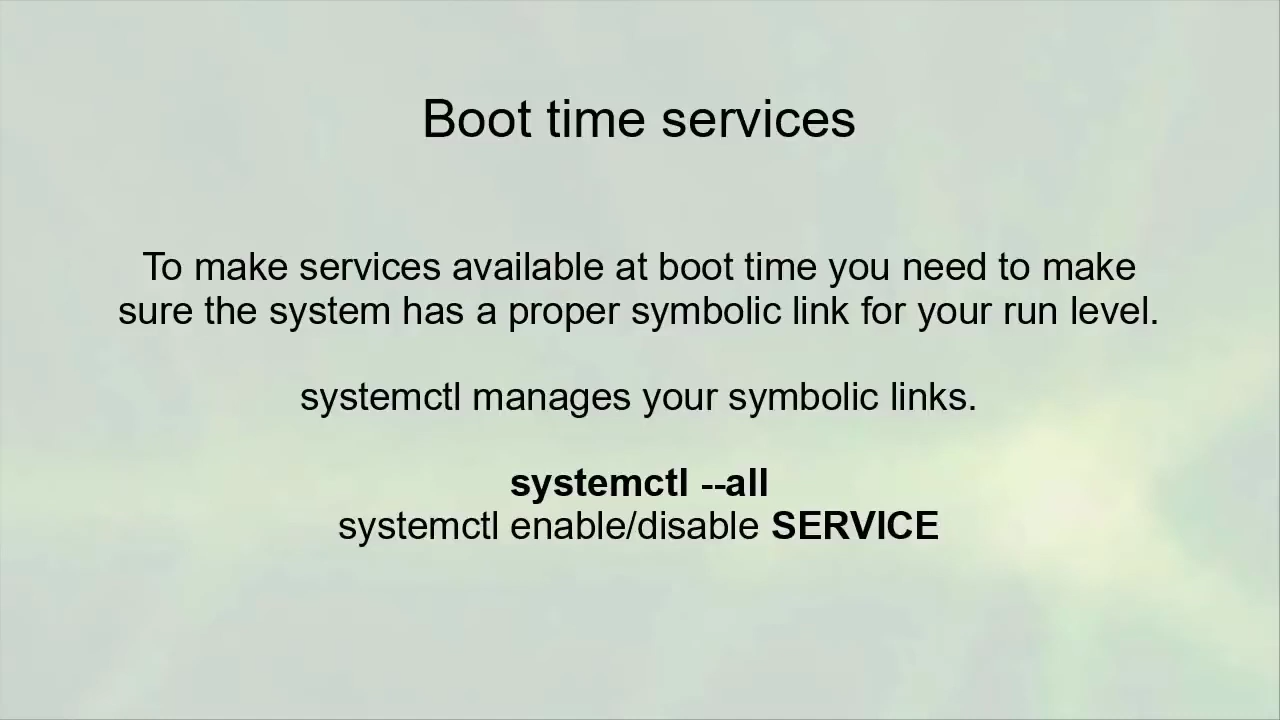 Boot time services
To make services available at boot time you need to make
sure the system has a proper symbolic link for your run level.
systemctl manages your symbolic links.
systemctl --all
systemctl enable/disable SERVICE